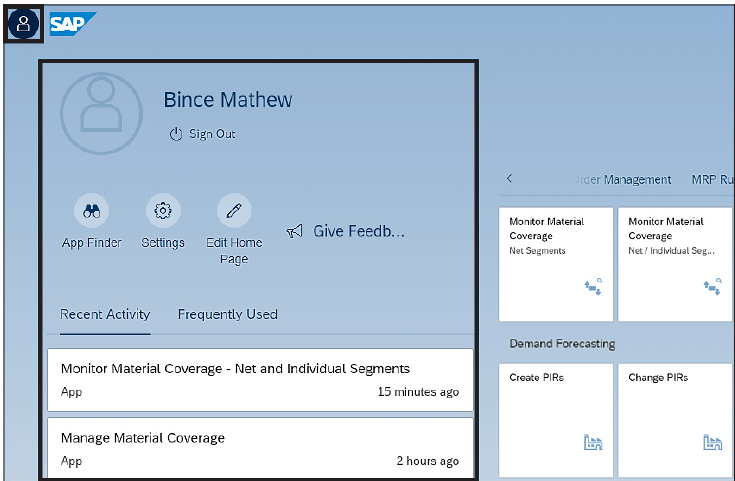 SAP
Bince Mathew
Sign Out
App Finder
Settings
Edit Home
Page
Give Feedb...
Recent Activity
Frequently Used
Monitor Material Coverage - Net and Individual Segments
App
15 minutes ago
Manage Material Coverage
App
2 hours ago
rder Management
MRP Ru
Monitor Material
Coverage
Net Segments
Monitor Material
Coverage
Net / Individual Seg...
Demand Forecasting
Create PIRs
Change PIRs